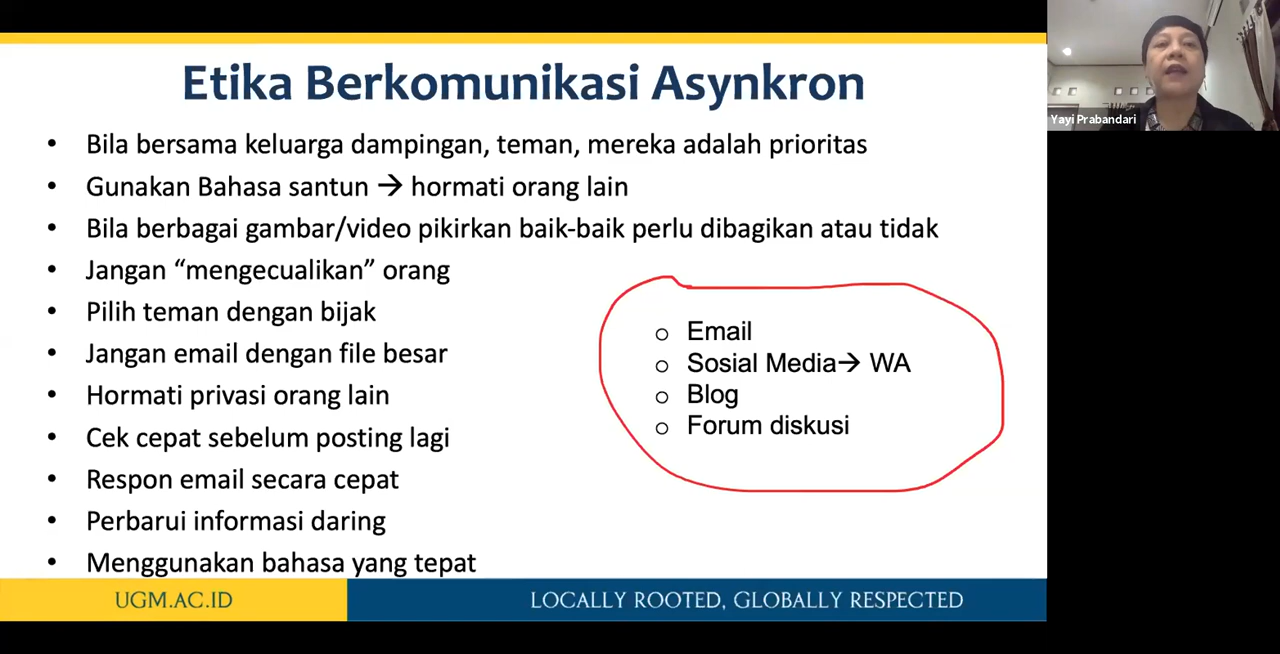 Etika Berkomunikasi Asynkron
• Bila bersama keluarga dampingan, teman, mereka adalah prioritas
• Gunakan Bahasa santun → hormati orang lain
• Bila berbagai gambar/video pikirkan baik-baik perlu dibagikan atau tidak
• Jangan “mengecualikan” orang
• Pilih teman dengan bijak
• Jangan email dengan file besar
• Hormati privasi orang lain
• Cek cepat sebelum posting lagi
• Respon email secara cepat
• Perbarui informasi daring
• Menggunakan bahasa yang tepat
o Email
o Sosial Media→ WA
o Blog
o Forum diskusi
UGM.AC.ID
LOCALLY ROOTED, GLOBALLY RESPECTED
Yayi Prabandari